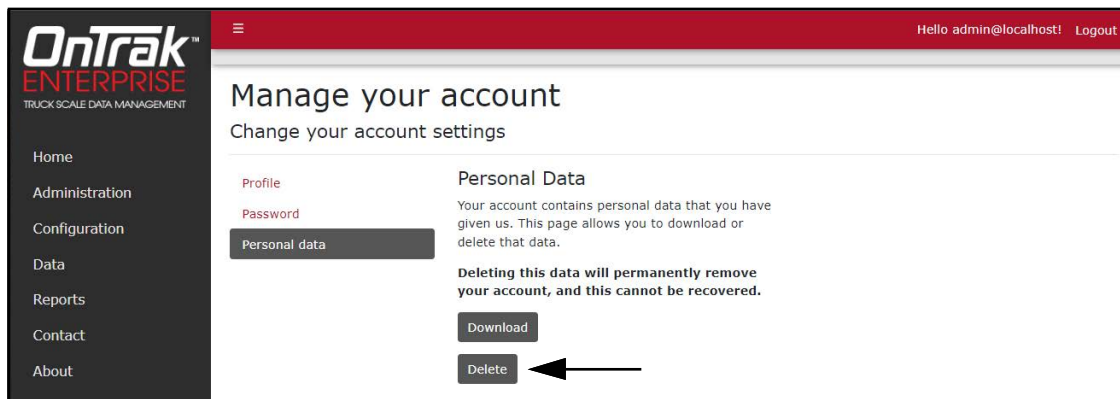 OnTrak™
ENTERPRISE
TRUCK SCALE DATA MANAGEMENT
Home
Administration
Configuration
Data
Reports
Contact
About
☰
Hello admin@localhost! Logout
Manage your account
Change your account settings
Profile
Password
Personal data
Personal Data
Your account contains personal data that you have
given us. This page allows you to download or
delete that data.
Deleting this data will permanently remove
your account, and this cannot be recovered.
Download
Delete